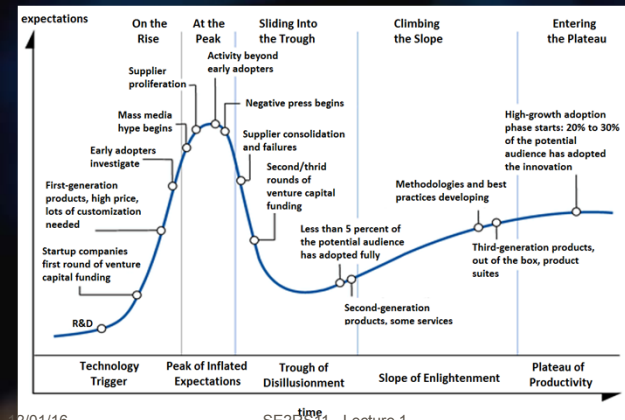 expectations
On the
Rise
At the
Peak
Sliding Into
the Trough
Climbing
the Slope
Entering
the Plateau
Activity beyond
early adopters
Supplier
proliferation
Negative press begins
Mass media
hype begins
Supplier consolidation
and failures
Early adopters
investigate
Second/thrid
rounds of
venture capital
funding
First-generation
products, high price,
lots of customization
needed
Startup companies
first round of venture
capital funding
R&D
Less than 5 percent of
the potential audience
has adopted fully
Second-generation
products, some services
Methodologies and best
practices developing
Third-generation products,
out of the box, product
suites
High-growth adoption
phase starts: 20% to 30%
of the potential
audience has adopted
the innovation
Technology
Trigger
Peak of Inflated
Expectations
Trough of
Disillusionment
Slope of Enlightenment
Plateau of
Productivity
time
/01/16
Lecture 1